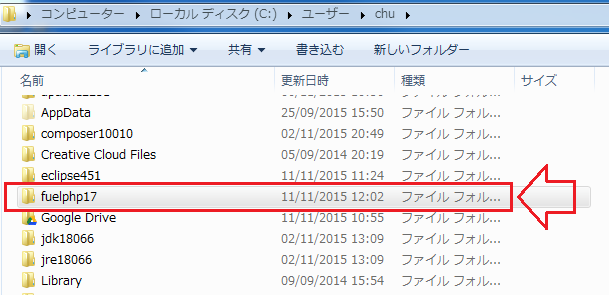 コンピューター ローカル ディスク (C:) ユーザー chu
開く ライブラリに追加 共有 書き込む 新しいフォルダー
名前 更新日時 種類 サイズ
AppData 25/09/2015 15:50 ファイル フォル...
composer10010 02/11/2015 20:49 ファイル フォル...
Creative Cloud Files 05/09/2014 20:19 ファイル フォル...
eclipse451 11/11/2015 11:24 ファイル フォル...
fuelphp17 11/11/2015 12:02 ファイル フォル...
Google Drive 11/11/2015 10:55 ファイル フォル...
jdk18066 02/11/2015 13:09 ファイル フォル...
jre18066 02/11/2015 13:09 ファイル フォル...
Library 09/09/2014 15:54 ファイル フォル...